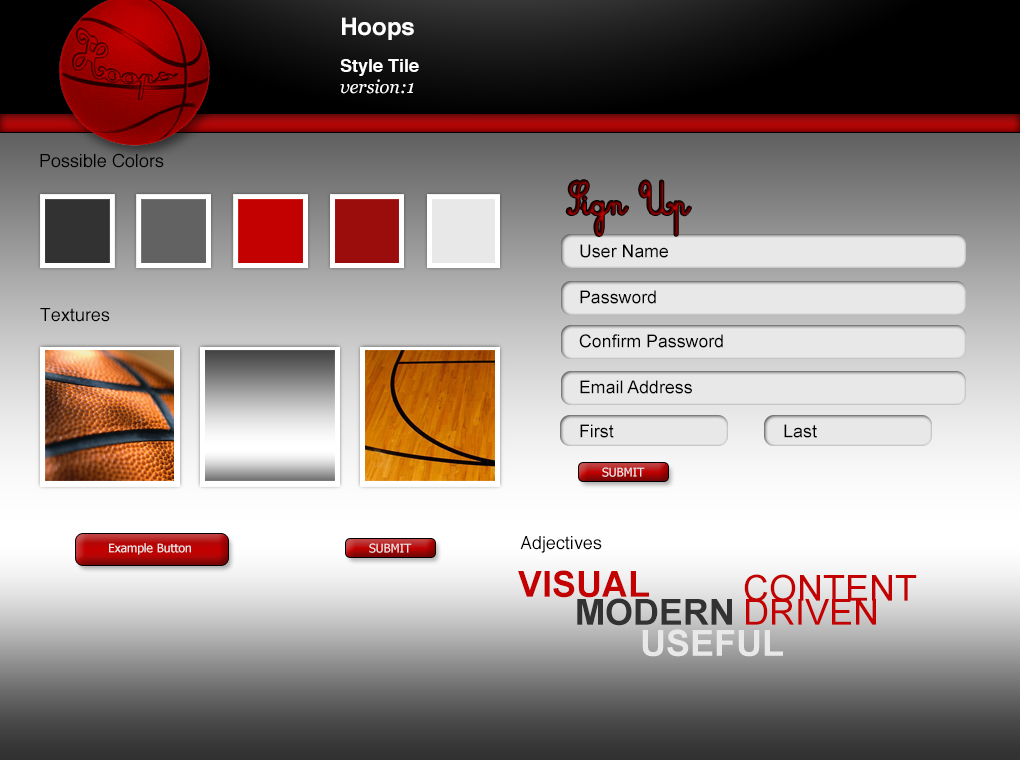 Hoops
Hoops
Style Tile
version:1
Possible Colors
Textures
Example Button
SUBMIT
Sign Up
User Name
Password
Confirm Password
Email Address
First
Last
SUBMIT
Adjectives
VISUAL
CONTENT
MODERN DRIVEN
USEFUL